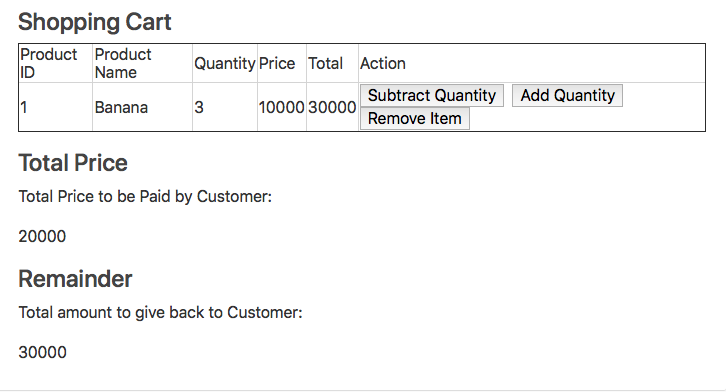 Shopping Cart
Product ID Product Name Quantity Price Total Action
1 Banana 3 10000 30000 Subtract Quantity Add Quantity
Remove Item
Total Price
Total Price to be Paid by Customer:
20000
Remainder
Total amount to give back to Customer:
30000